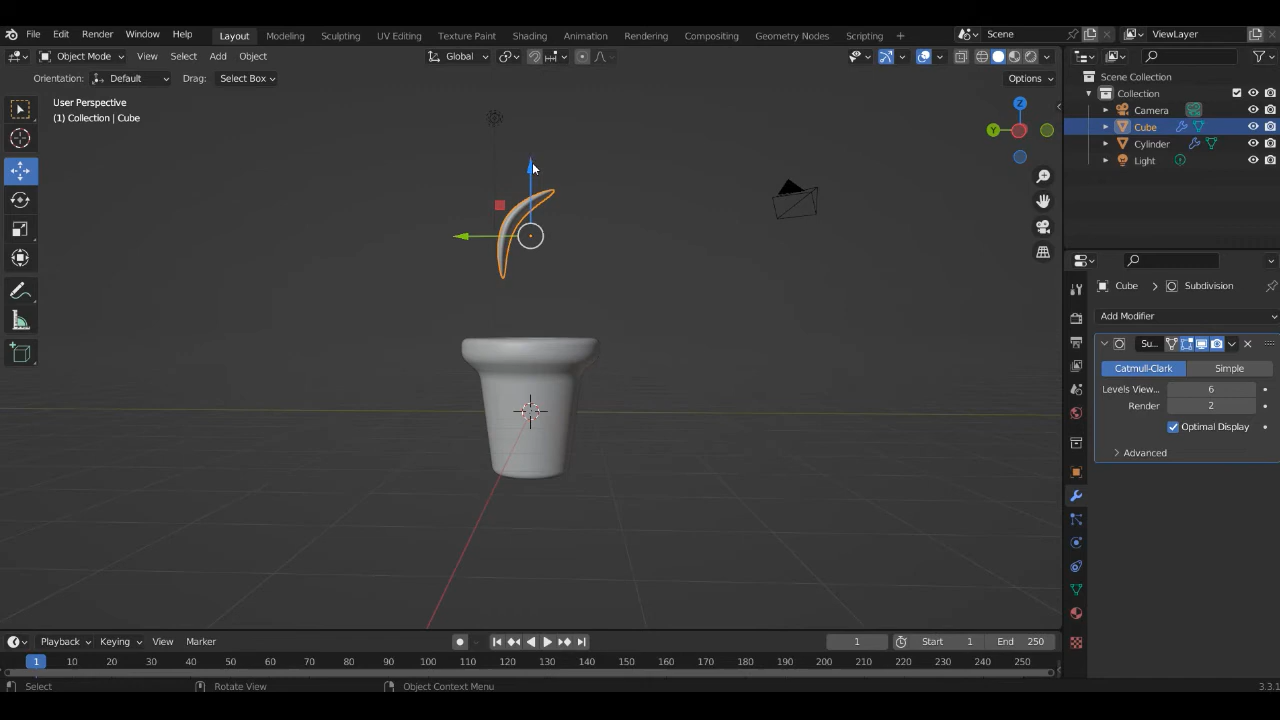 File Edit Render Window Help Layout Modeling Sculpting UV Editing Texture Paint Shading Animation Rendering Compositing Geometry Nodes Scripting Scene ViewLayer
Object Mode View Select Add Object Global
Orientation: Default Drag: Select Box Options
User Perspective
(1) Collection | Cube
Z
Y
Scene Collection
Collection
Camera
Cube
Cylinder
Light
Cube > Subdivision
Add Modifier
Su...
Catmull-Clark Simple
Levels View... 6
Render 2
Optimal Display
Advanced
Playback Keying View Marker 1 Start 1 End 250
1 10 20 30 40 50 60 70 80 90 100 110 120 130 140 150 160 170 180 190 200 210 220 230 240 250
Select Rotate View Object Context Menu 3.3.1